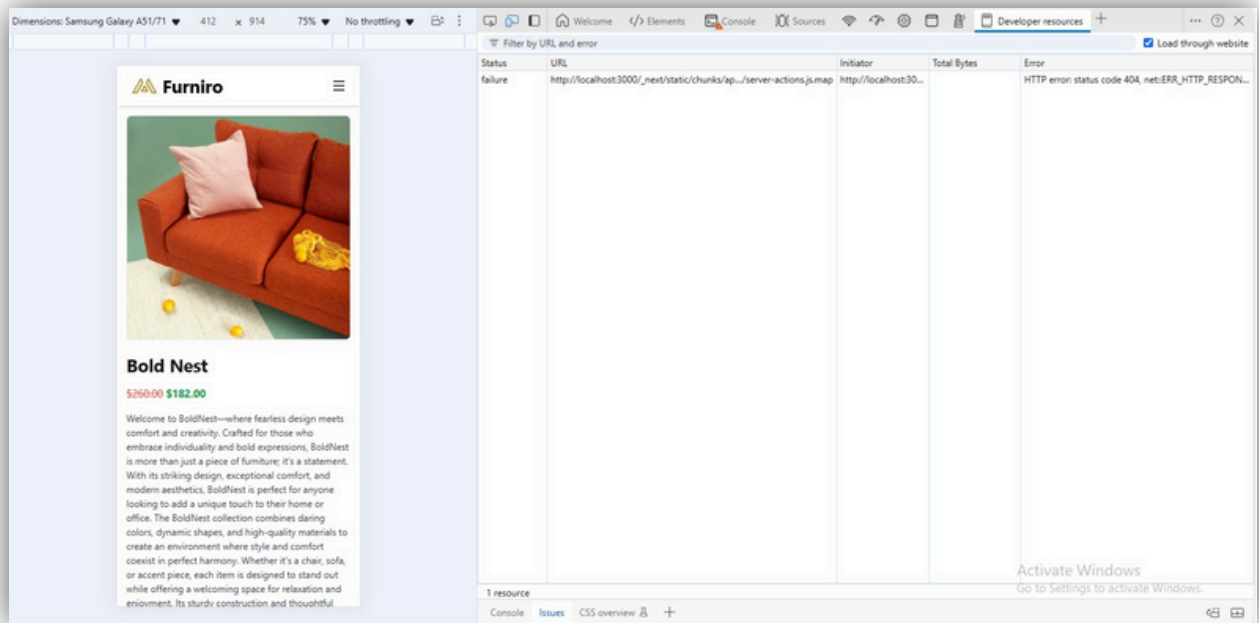 Dimensions: Samsung Galaxy A51/71 ▼ 412 x 914 75% ▼ No throttling ▼
Welcome Elements Console Sources Developer resources
Filter by URL and error Load through website
Status URL Initiator Total Bytes Error
failure http://localhost:3000/_next/static/chunks/ap.../server-actions.js.map http://localhost:30... HTTP error: status code 404, net::ERR_HTTP_RESPON...
Furniro
Bold Nest
$260.00 $182.00
Welcome to BoldNest—where fearless design meets
comfort and creativity. Crafted for those who
embrace individuality and bold expressions, BoldNest
is more than just a piece of furniture; it's a statement.
With its striking design, exceptional comfort, and
modern aesthetics, BoldNest is perfect for anyone
looking to add a unique touch to their home or
office. The BoldNest collection combines daring
colors, dynamic shapes, and high-quality materials to
create an environment where style and comfort
coexist in perfect harmony. Whether it's a chair, sofa,
or accent piece, each item is designed to stand out
while offering a welcoming space for relaxation and
enjoyment. Its sturdy construction and thoughtful
Activate Windows
Go to Settings to activate Windows.
1 resource
Console Issues CSS overview